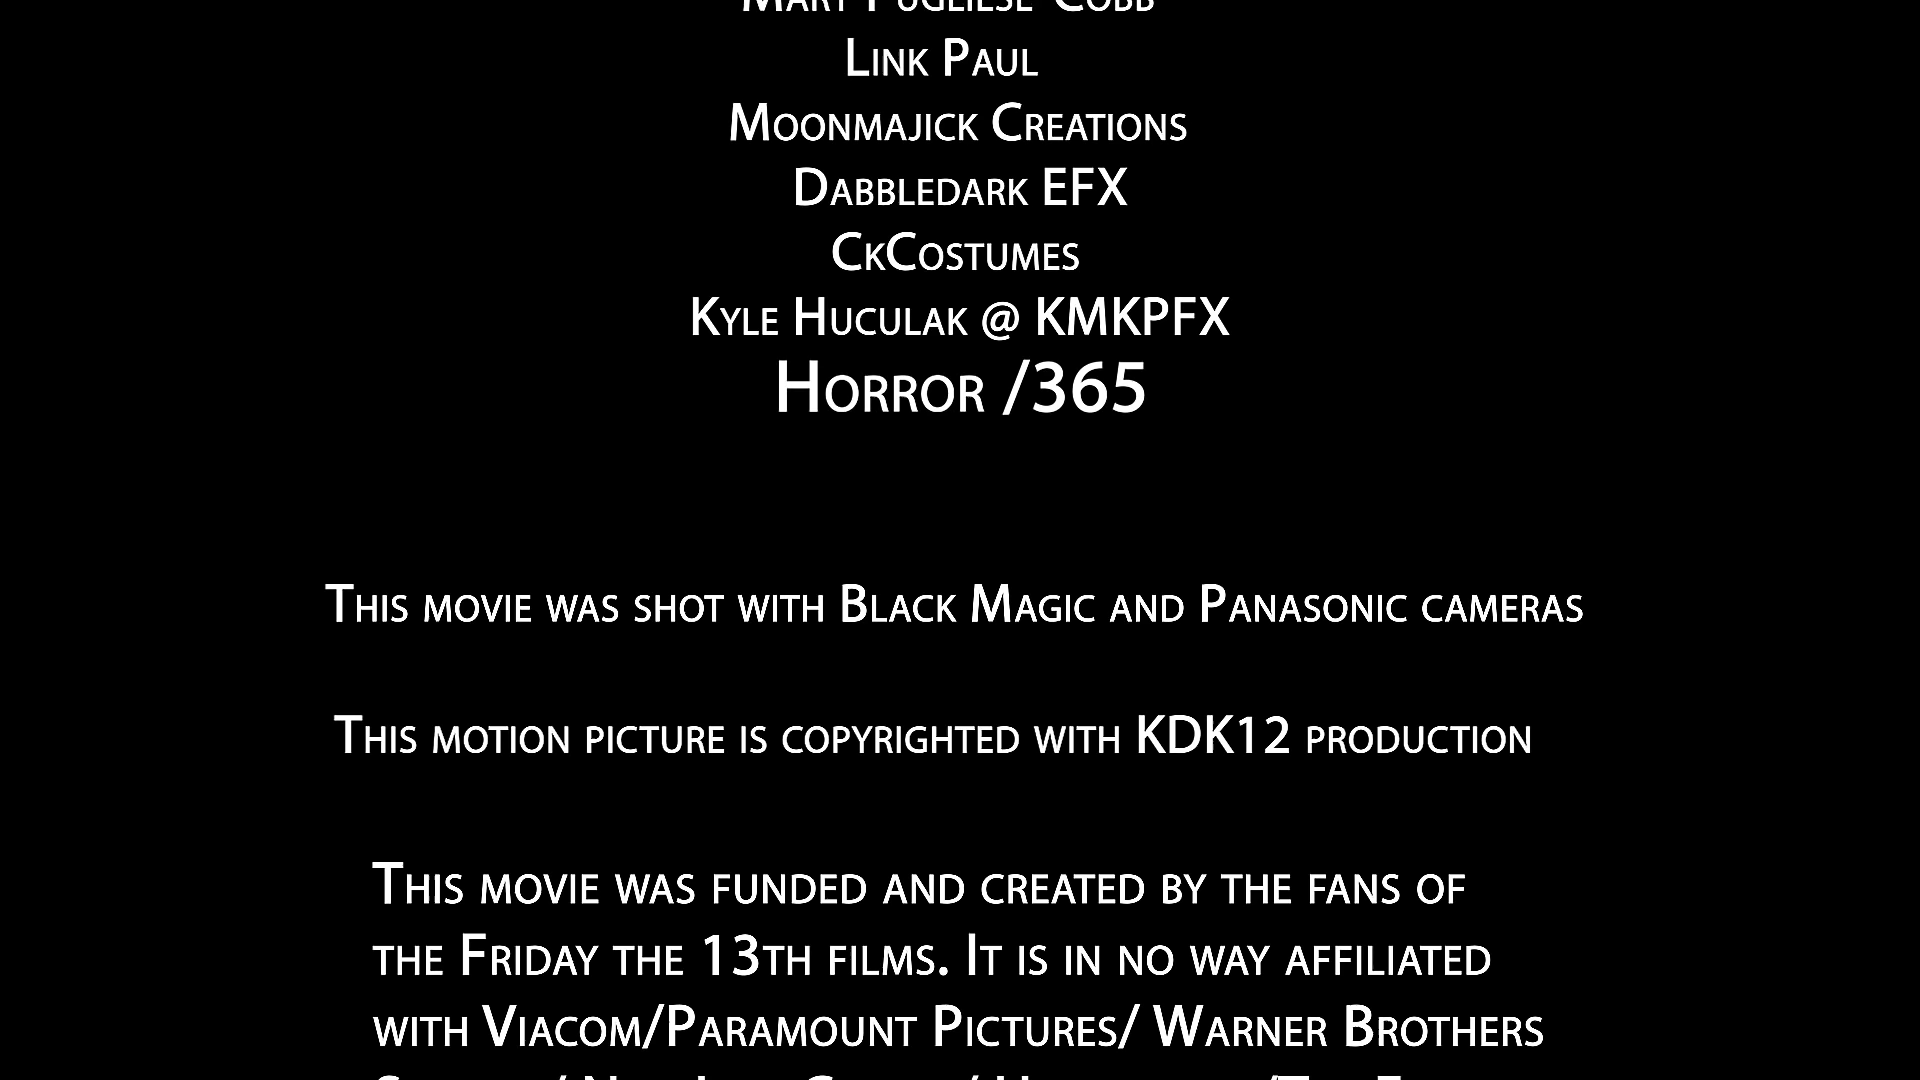 Mary Pugliese-Cobb
Link Paul
Moonmajick Creations
Dabbledark EFX
CkCostumes
Kyle Huculak @ KMKPFX
Horror /365
This movie was shot with Black Magic and Panasonic cameras
This motion picture is copyrighted with KDK12 production
This movie was funded and created by the fans of
the Friday the 13th films. It is in no way affiliated
with Viacom/Paramount Pictures/ Warner Brothers